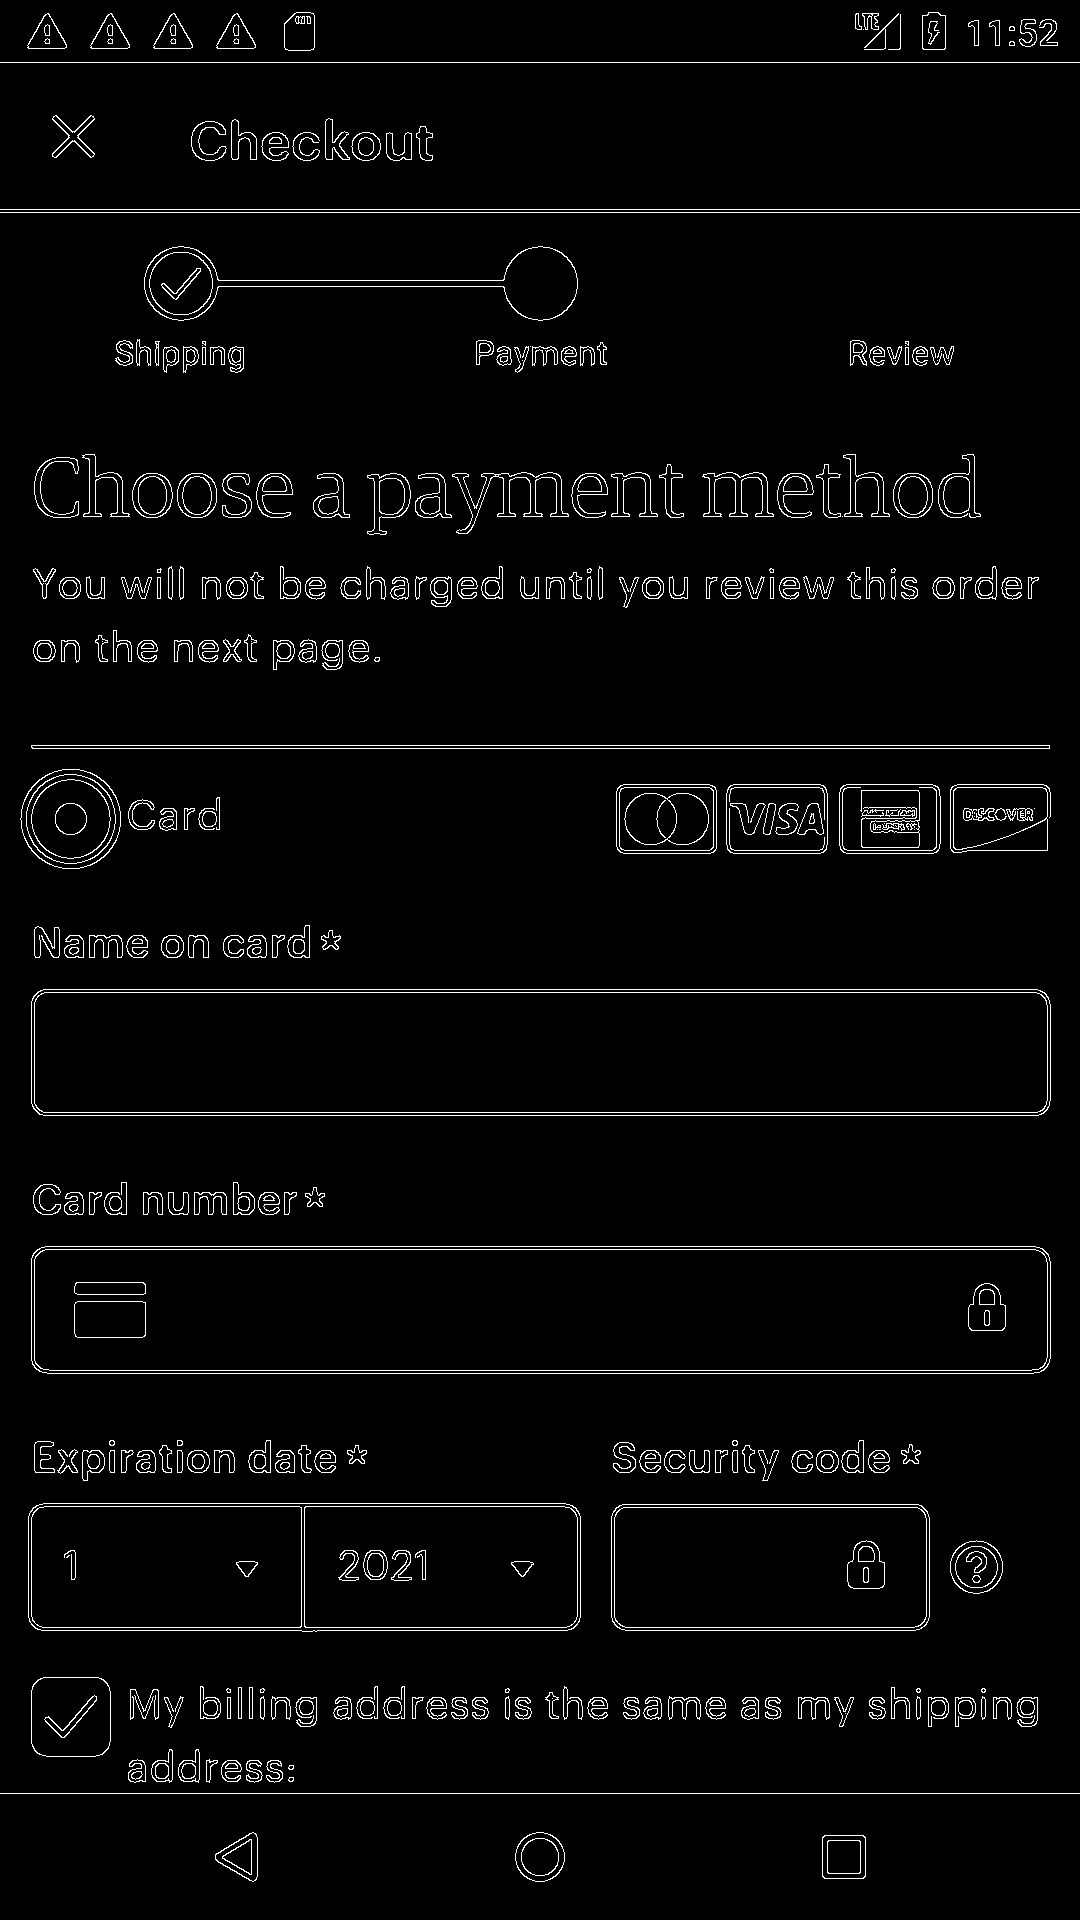 LTE 11:52
Checkout
Shipping Payment Review
Choose a payment method
You will not be charged until you review this order
on the next page.
Card VISA DISCOVER
Name on card *
Card number *
Expiration date * Security code *
1 2021 ?
My billing address is the same as my shipping
address: